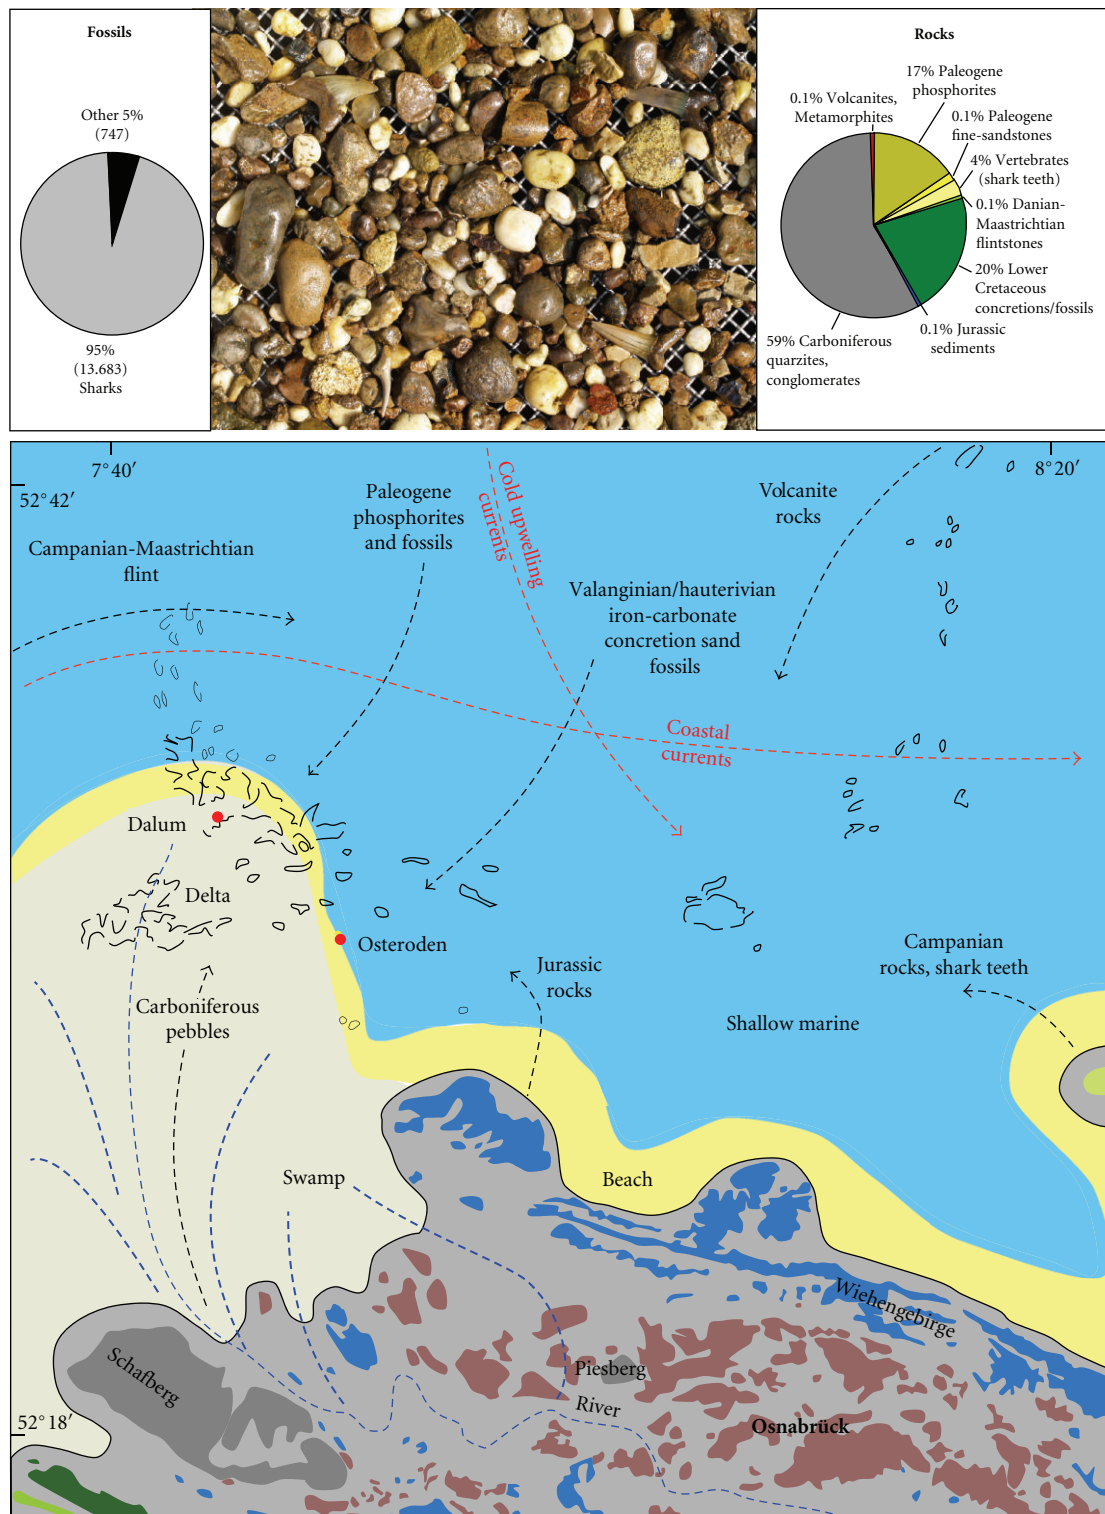 Fossils
Other 5%
(747)
95%
(13.683)
Sharks
Rocks
17% Paleogene
phosphorites
0.1% Volcanites,
Metamorphites
0.1% Paleogene
fine-sandstones
4% Vertebrates
(shark teeth)
0.1% Danian-
Maastrichtian
flintstones
20% Lower
Cretaceous
concretions/fossils
0.1% Jurassic
sediments
59% Carboniferous
quarzites,
conglomerates
7°40′
8°20′
52°42′
Campanian-Maastrichtian
flint
Paleogene
phosphorites
and fossils
Cold upwelling
currents
Volcanite
rocks
Valanginian/hauterivian
iron-carbonate
concretion sand
fossils
Coastal
currents
Dalum
Delta
Osteroden
Jurassic
rocks
Campanian
rocks, shark teeth
Carboniferous
pebbles
Shallow marine
Swamp
Beach
Wiehengebirge
Schafberg
Piesberg
River
Osnabrück
52°18′